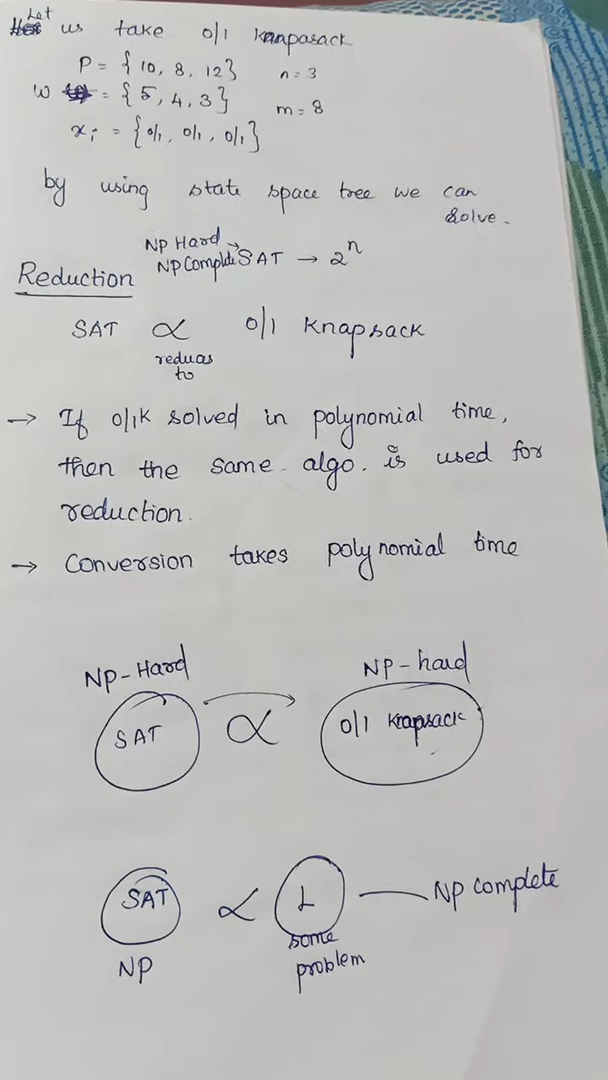 Let us take 0/1 knapasack
P = { 10, 8, 12} n = 3
w = {5, 4, 3} m = 8
xi = {0/1, 0/1, 0/1}
by using state space tree we can
solve.
NP Hard →
Reduction NP Complete SAT → 2^n
SAT ∝ 0/1 Knapsack
reduas
to
→ If 0/1K solved in polynomial time,
then the same algo. is used for
reduction.
→ Conversion takes polynomial time
NP-Hard NP-hard
SAT ∝ 0/1 Knapsack
SAT ∝ L — NP complete
NP some
problem